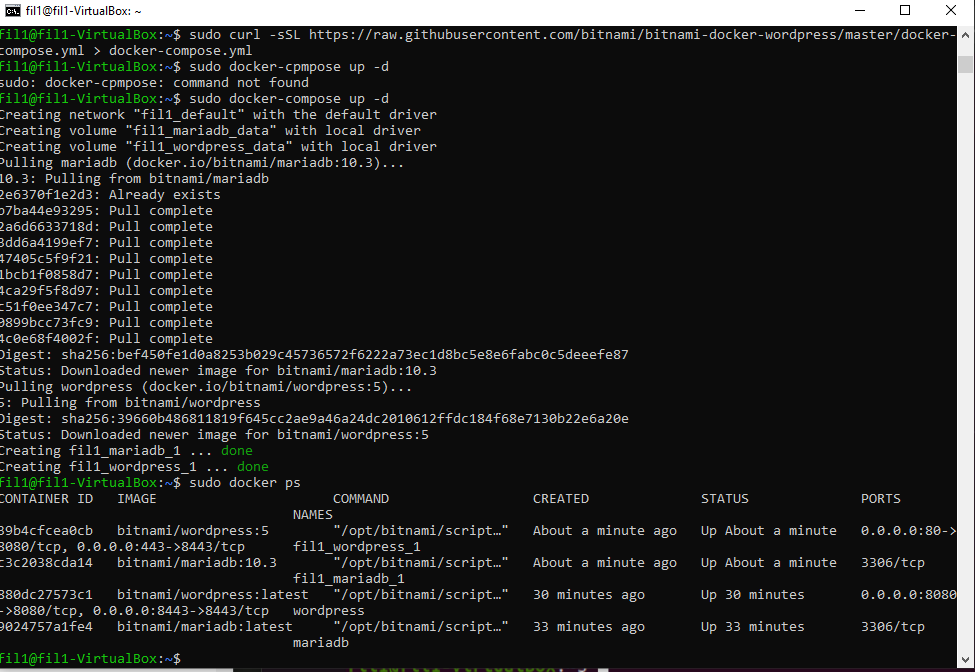 fil1@fil1-VirtualBox: ~
fil1@fil1-VirtualBox:~$ sudo curl -sSL https://raw.githubusercontent.com/bitnami/bitnami-docker-wordpress/master/docker-
compose.yml > docker-compose.yml
fil1@fil1-VirtualBox:~$ sudo docker-cpmpose up -d
sudo: docker-cpmpose: command not found
fil1@fil1-VirtualBox:~$ sudo docker-compose up -d
Creating network "fil1_default" with the default driver
Creating volume "fil1_mariadb_data" with local driver
Creating volume "fil1_wordpress_data" with local driver
Pulling mariadb (docker.io/bitnami/mariadb:10.3)...
10.3: Pulling from bitnami/mariadb
2e6370f1e2d3: Already exists
b7ba44e93295: Pull complete
2a6d6633718d: Pull complete
3dd6a4199ef7: Pull complete
47405c5f9f21: Pull complete
1bcb1f0858d7: Pull complete
4ca29f5f8d97: Pull complete
c51f0ee347c7: Pull complete
0899bcc73fc9: Pull complete
4c0e68f4002f: Pull complete
Digest: sha256:bef450fe1d0a8253b029c45736572f6222a73ec1d8bc5e8e6fabc0c5deeefe87
Status: Downloaded newer image for bitnami/mariadb:10.3
Pulling wordpress (docker.io/bitnami/wordpress:5)...
5: Pulling from bitnami/wordpress
Digest: sha256:39660b486811819f645cc2ae9a46a24dc2010612ffdc184f68e7130b22e6a20e
Status: Downloaded newer image for bitnami/wordpress:5
Creating fil1_mariadb_1 ... done
Creating fil1_wordpress_1 ... done
fil1@fil1-VirtualBox:~$ sudo docker ps
CONTAINER ID IMAGE COMMAND CREATED STATUS PORTS
NAMES
89b4cfcea0cb bitnami/wordpress:5 "/opt/bitnami/script…" About a minute ago Up About a minute 0.0.0.0:80->
8080/tcp, 0.0.0.0:443->8443/tcp fil1_wordpress_1
c3c2038cda14 bitnami/mariadb:10.3 "/opt/bitnami/script…" About a minute ago Up About a minute 3306/tcp
fil1_mariadb_1
880dc27573c1 bitnami/wordpress:latest "/opt/bitnami/script…" 30 minutes ago Up 30 minutes 0.0.0.0:8080
->8080/tcp, 0.0.0.0:8443->8443/tcp wordpress
9024757a1fe4 bitnami/mariadb:latest "/opt/bitnami/script…" 33 minutes ago Up 33 minutes 3306/tcp
mariadb
fil1@fil1-VirtualBox:~$